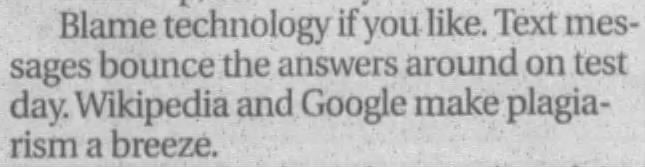 Blame technology if you like. Text mes-
sages bounce the answers around on test
day. Wikipedia and Google make plagia-
rism a breeze.